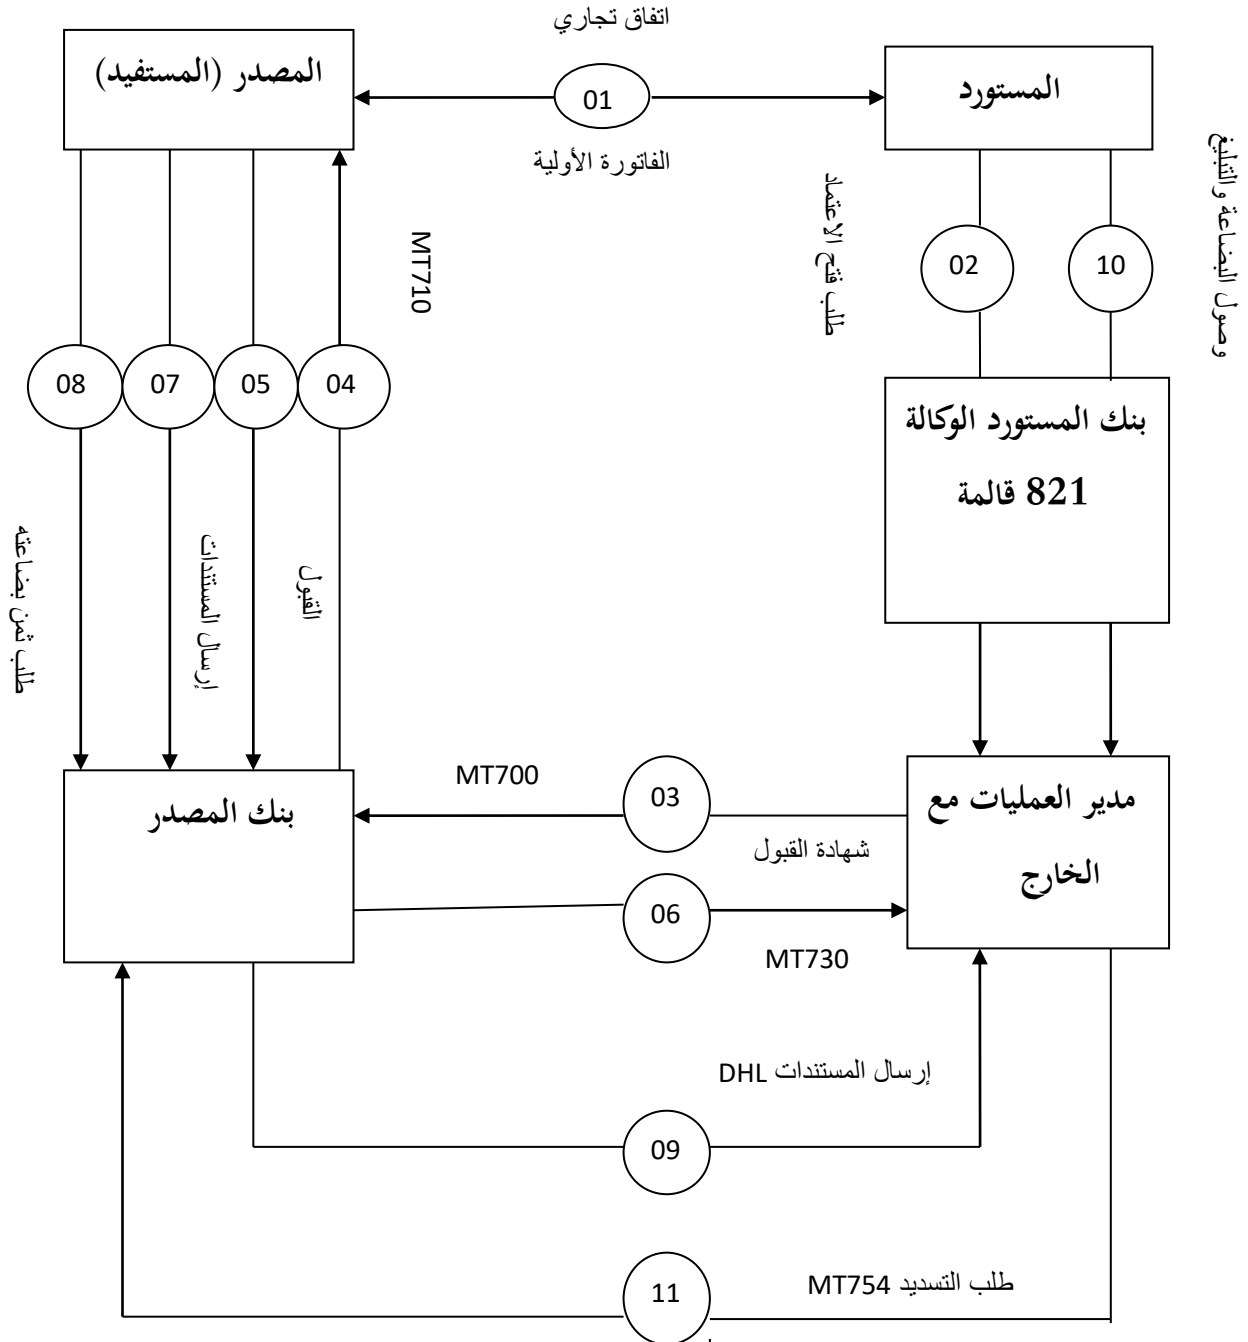 اتفاق تجاري
المصدر (المستفيد)
01
المستورد
الفاتورة الأولية
وصول البضاعة والتبليغ
طلب فتح الاعتماد
MT710
02
10
08
07
05
04
بنك المستورد الوكالة
821 قالمة
طلب ثمن بضاعته
إرسال المستندات
القبول
MT700
03
بنك المصدر
مدير العمليات مع
الخارج
شهادة القبول
06
MT730
إرسال المستندات DHL
09
طلب التسديد MT754
11